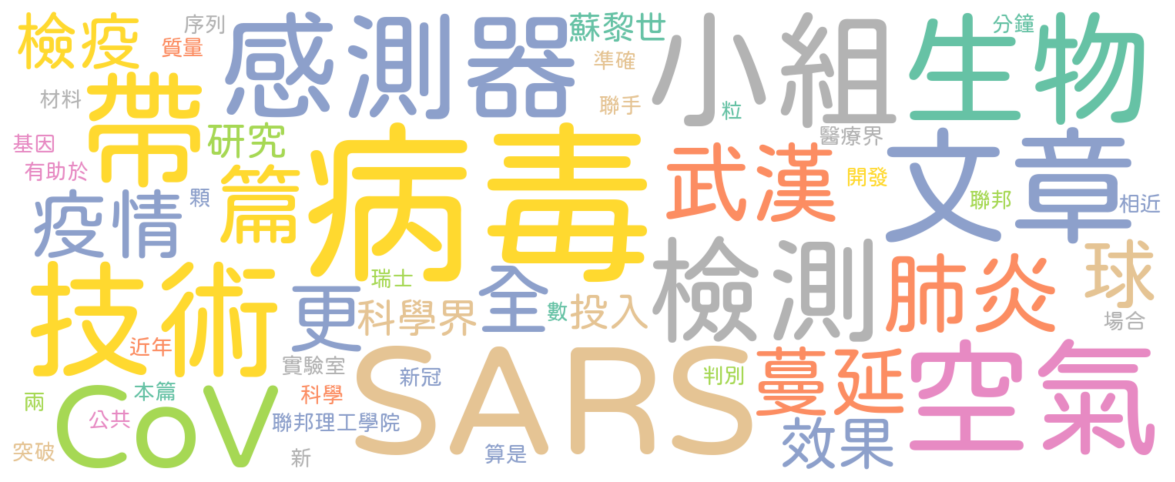 檢疫
序列
質量
感測器
蘇黎世
準確
聯手
小組
粒
醫療界
生物
分鐘
材料
帶
基因
有助於
研究
疫情
顆
篇
病毒
武漢
開發
文章
聯邦
相近
技術
近年
更
瑞士
科學界
全
數
投入
檢測
肺炎
球
場合
實驗室
兩
CoV
本篇
公共
突破
新
科學
聯邦理工學院
新冠
SARS
算是
判別
蔓延
效果
空氣